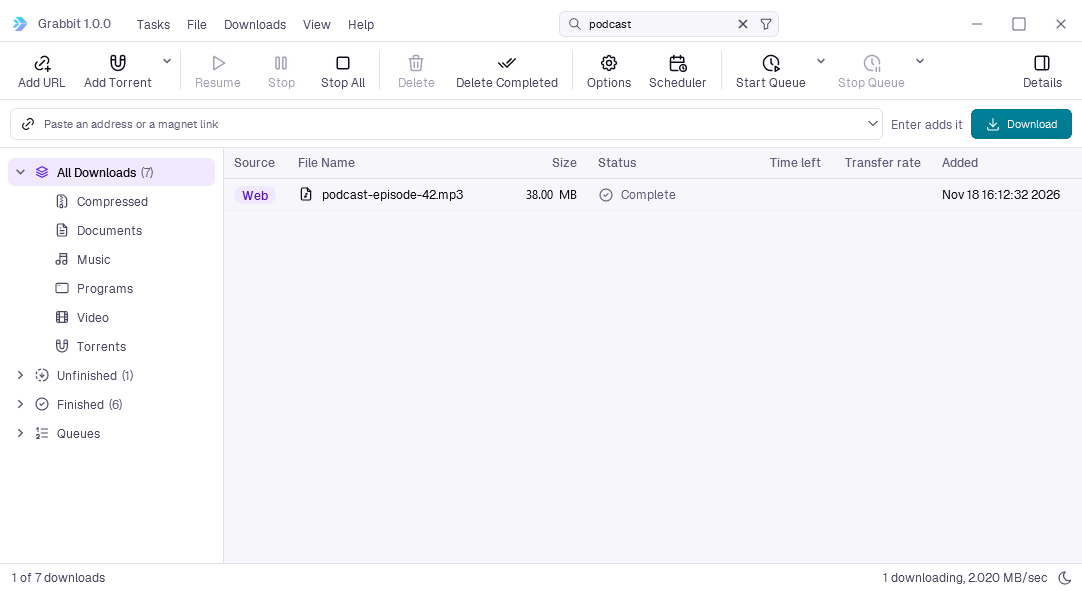 Grabbit 1.0.0 Tasks File Downloads View Help podcast
Add URL Add Torrent Resume Stop Stop All Delete Delete Completed Options Scheduler Start Queue Stop Queue Details
Paste an address or a magnet link Enter adds it Download
All Downloads (7)
Compressed
Documents
Music
Programs
Video
Torrents
Unfinished (1)
Finished (6)
Queues
Source File Name Size Status Time left Transfer rate Added
Web podcast-episode-42.mp3 38.00 MB Complete Nov 18 16:12:32 2026
1 of 7 downloads 1 downloading, 2.020 MB/sec